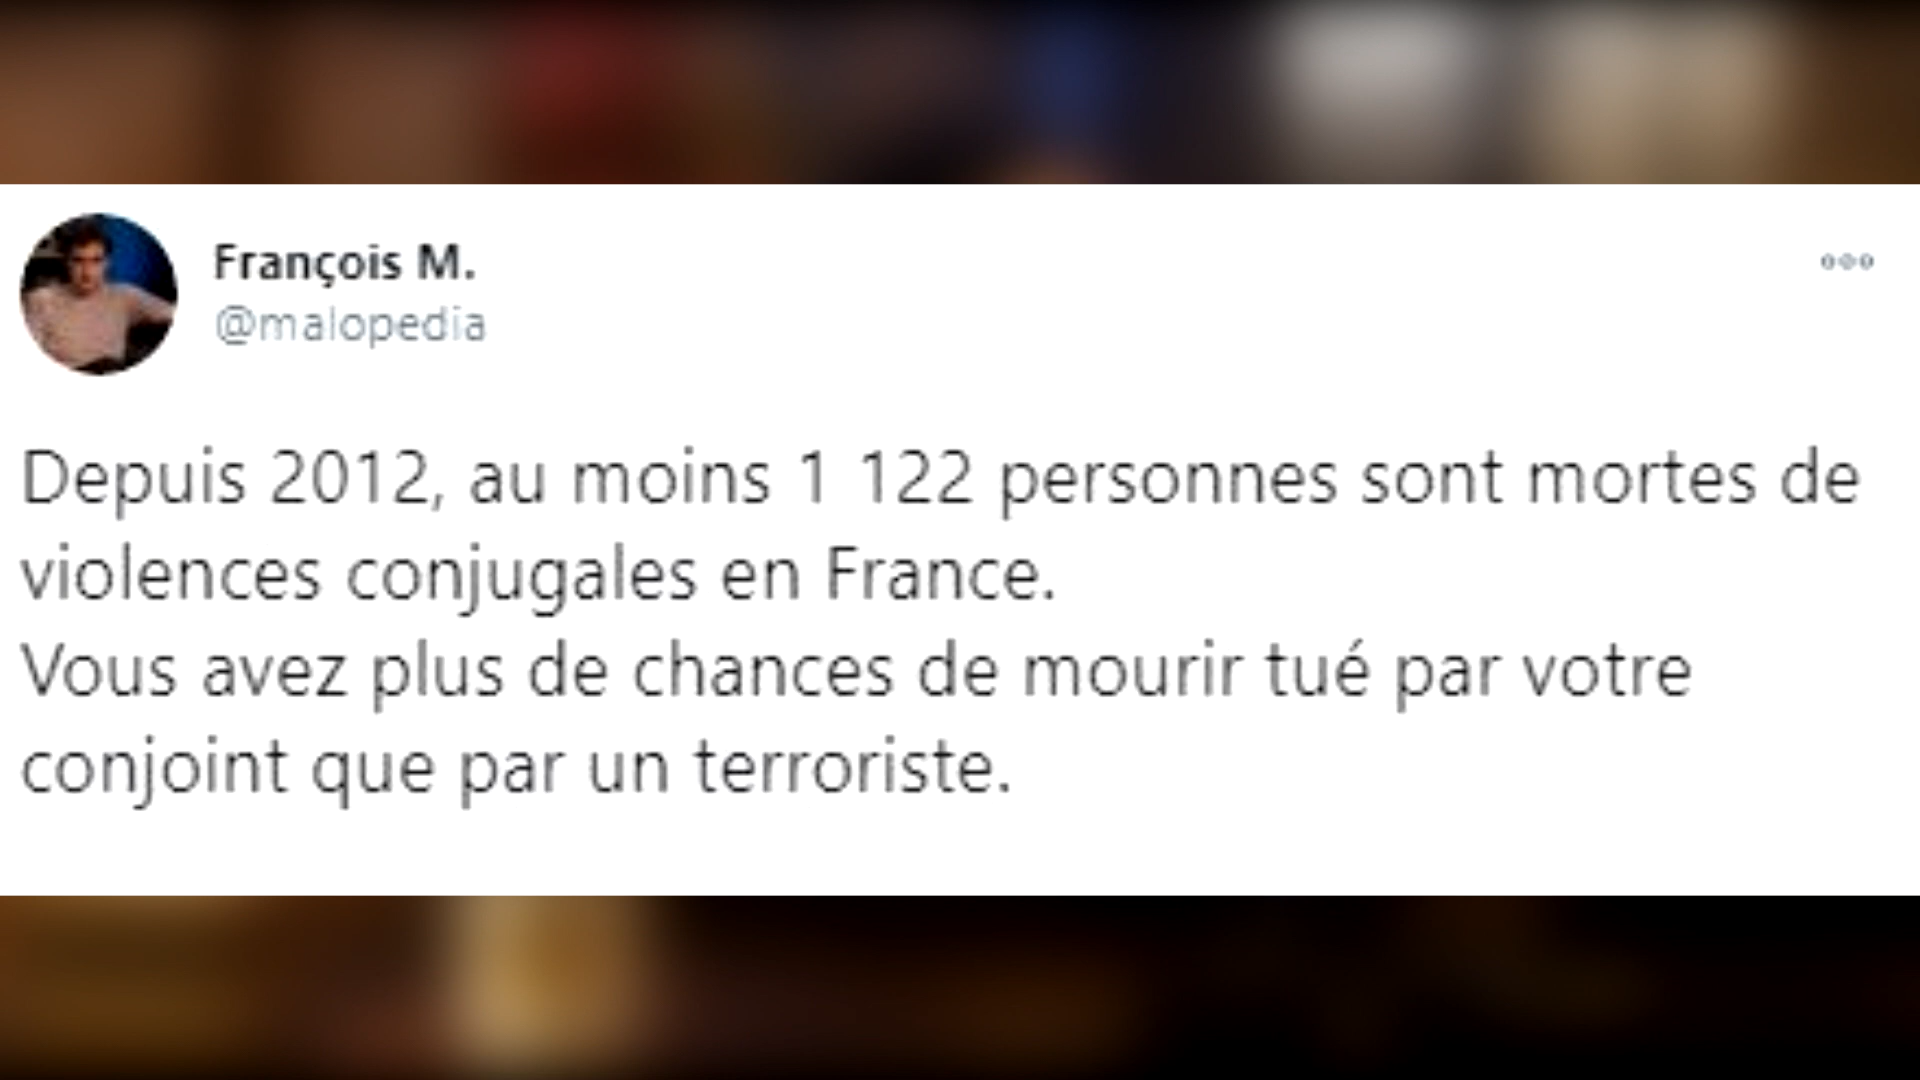 François M.
@malopedia
Depuis 2012, au moins 1 122 personnes sont mortes de
violences conjugales en France.
Vous avez plus de chances de mourir tué par votre
conjoint que par un terroriste.